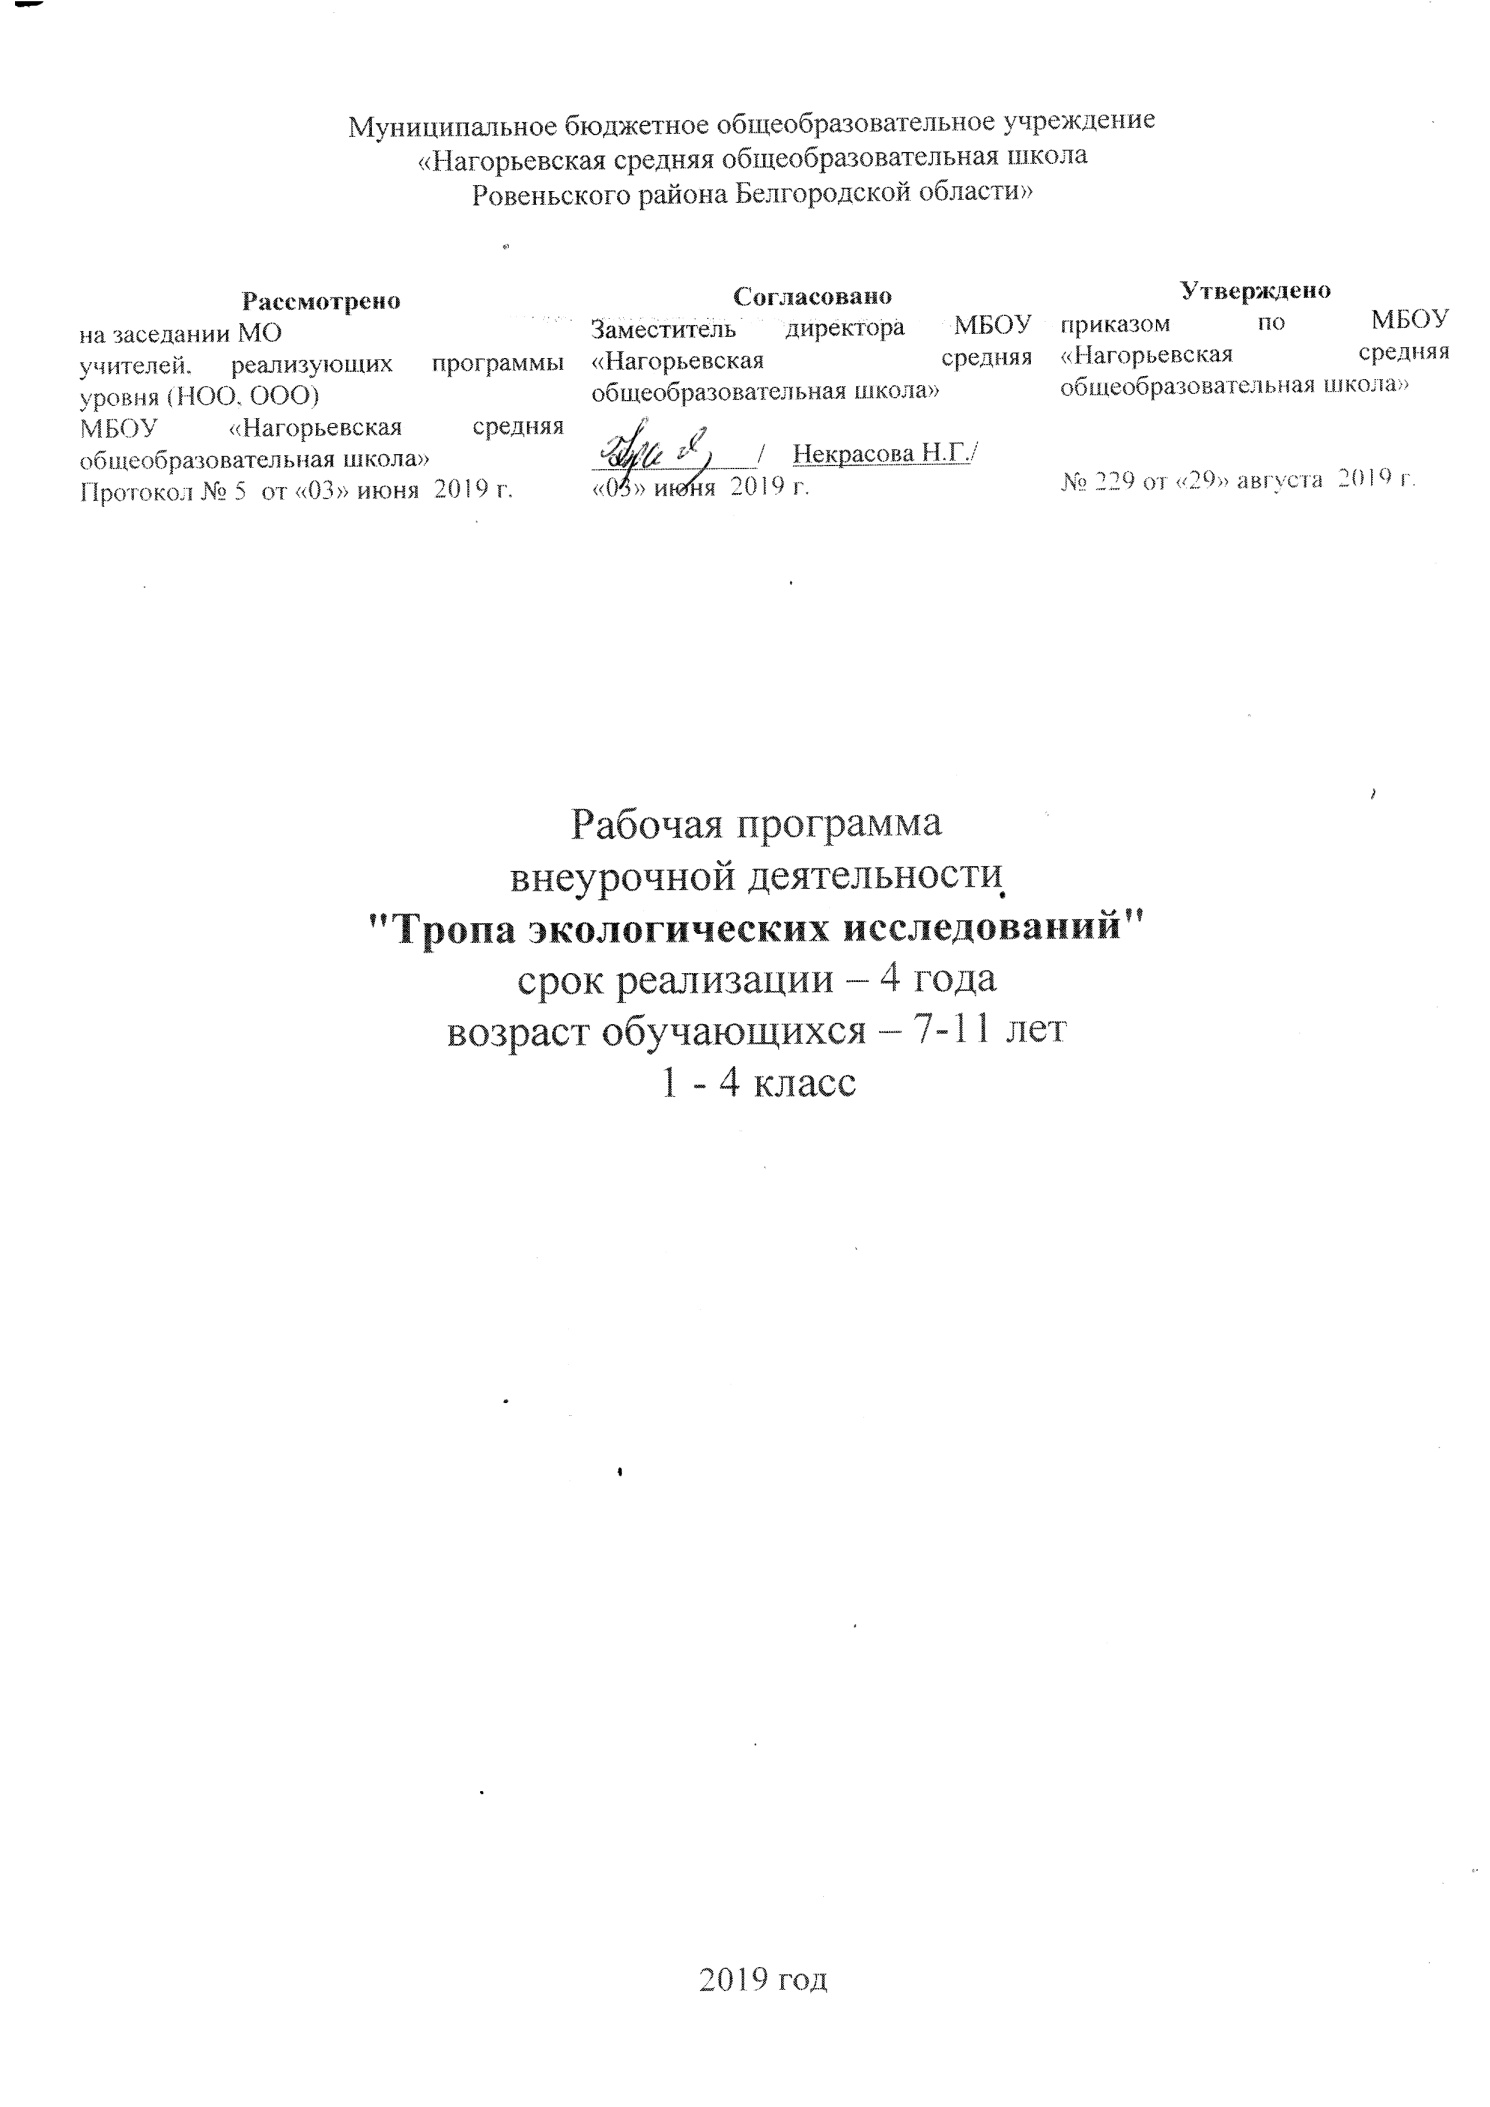 Муниципальное бюджетное общеобразовательное учреждение
«Нагорьевская средняя общеобразовательная школа
Ровеньского района Белгородской области»
Рассмотрено
на заседании МО
учителей, реализующих программы
уровня (НОО, ООО)
МБОУ «Нагорьевская средняя
общеобразовательная школа»
Протокол № 5 от «03» июня 2019 г.
Согласовано
Заместитель директора МБОУ
«Нагорьевская средняя
общеобразовательная школа»
/ Некрасова Н.Г./
«03» июня 2019 г.
Утверждено
приказом по МБОУ
«Нагорьевская средняя
общеобразовательная школа»
№ 229 от «29» августа 2019 г.
Рабочая программа
внеурочной деятельности
"Тропа экологических исследований"
срок реализации – 4 года
возраст обучающихся – 7-11 лет
1 - 4 класс
2019 год